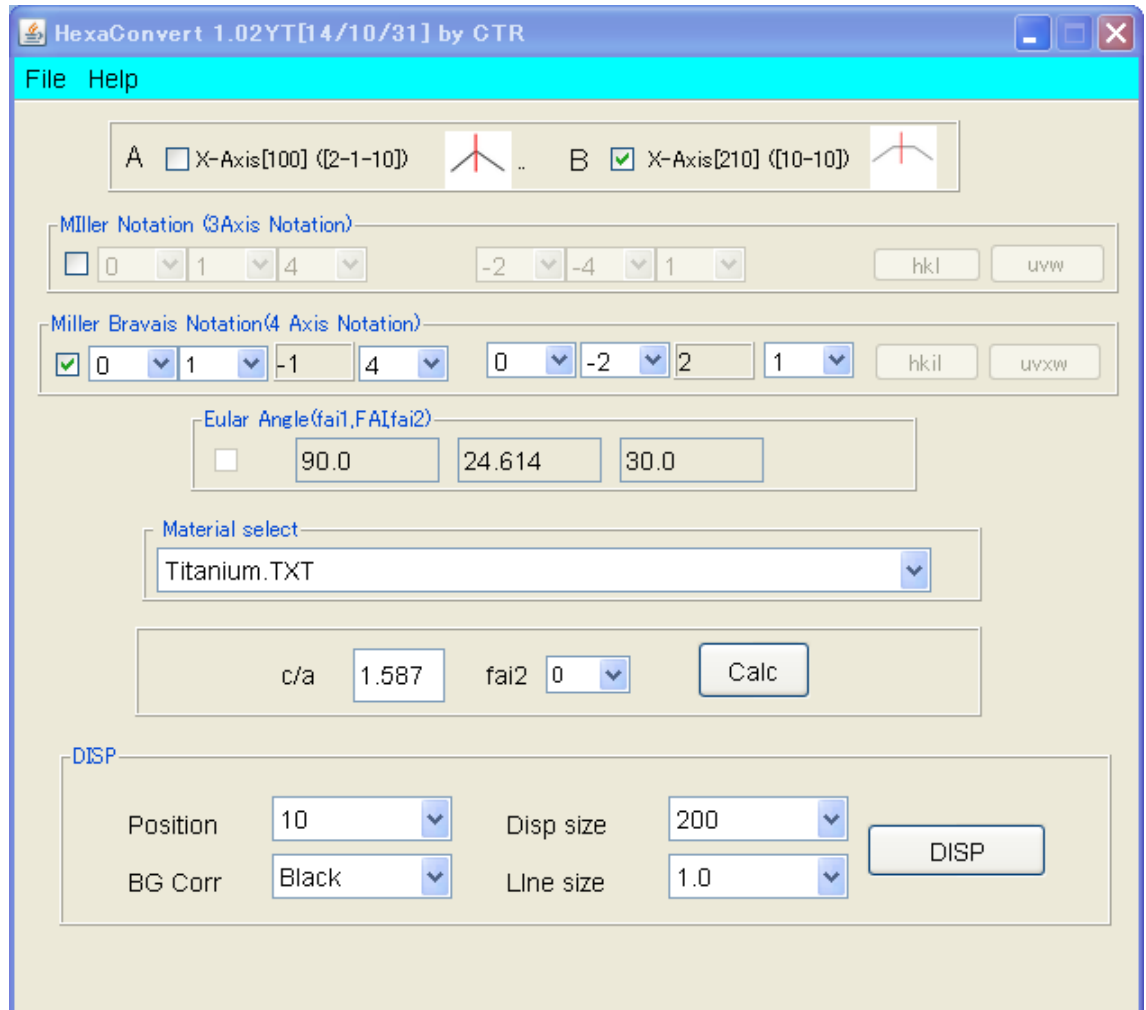 HexaConvert 1.02YT[14/10/31] by CTR
File Help
A X-Axis[100] ([2-1-10]) .. B X-Axis[210] ([10-10])
MIller Notation (3Axis Notation)
0 1 4 -2 -4 1 hkl uvw
Miller Bravais Notation(4 Axis Notation)
0 1 -1 4 0 -2 2 1 hkil uvxw
Eular Angle(fai1,FAI,fai2)
90.0 24.614 30.0
Material select
Titanium.TXT
c/a 1.587 fai2 0 Calc
DISP
Position 10 Disp size 200
DISP
BG Corr Black LIne size 1.0